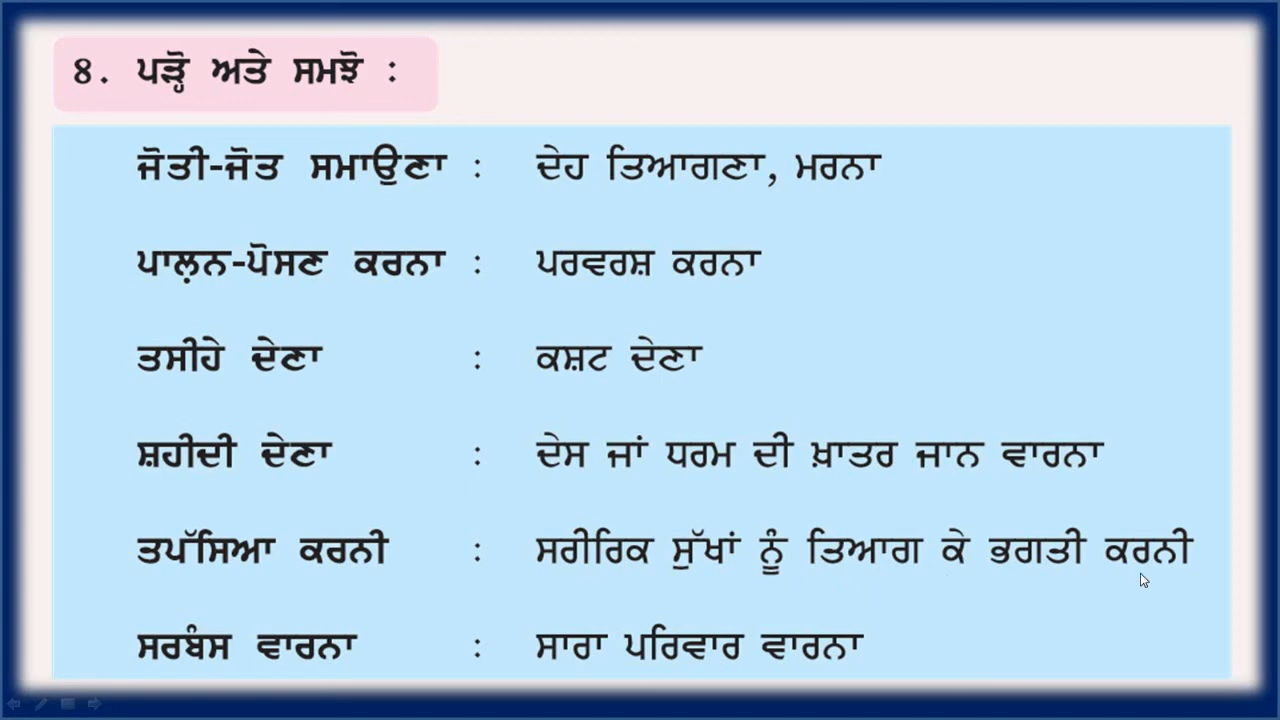 8. ਪੜ੍ਹੋ ਅਤੇ ਸਮਝੋ :
ਜੋਤੀ-ਜੋਤ ਸਮਾਉਣਾ : ਦੇਹ ਤਿਆਗਣਾ, ਮਰਨਾ
ਪਾਲ਼ਨ-ਪੋਸਣ ਕਰਨਾ : ਪਰਵਰਸ਼ ਕਰਨਾ
ਤਸੀਹੇ ਦੇਣਾ : ਕਸ਼ਟ ਦੇਣਾ
ਸ਼ਹੀਦੀ ਦੇਣਾ : ਦੇਸ ਜਾਂ ਧਰਮ ਦੀ ਖ਼ਾਤਰ ਜਾਨ ਵਾਰਨਾ
ਤਪੱਸਿਆ ਕਰਨੀ : ਸਰੀਰਿਕ ਸੁੱਖਾਂ ਨੂੰ ਤਿਆਗ ਕੇ ਭਗਤੀ ਕਰਨੀ
ਸਰਬੰਸ ਵਾਰਨਾ : ਸਾਰਾ ਪਰਿਵਾਰ ਵਾਰਨਾ